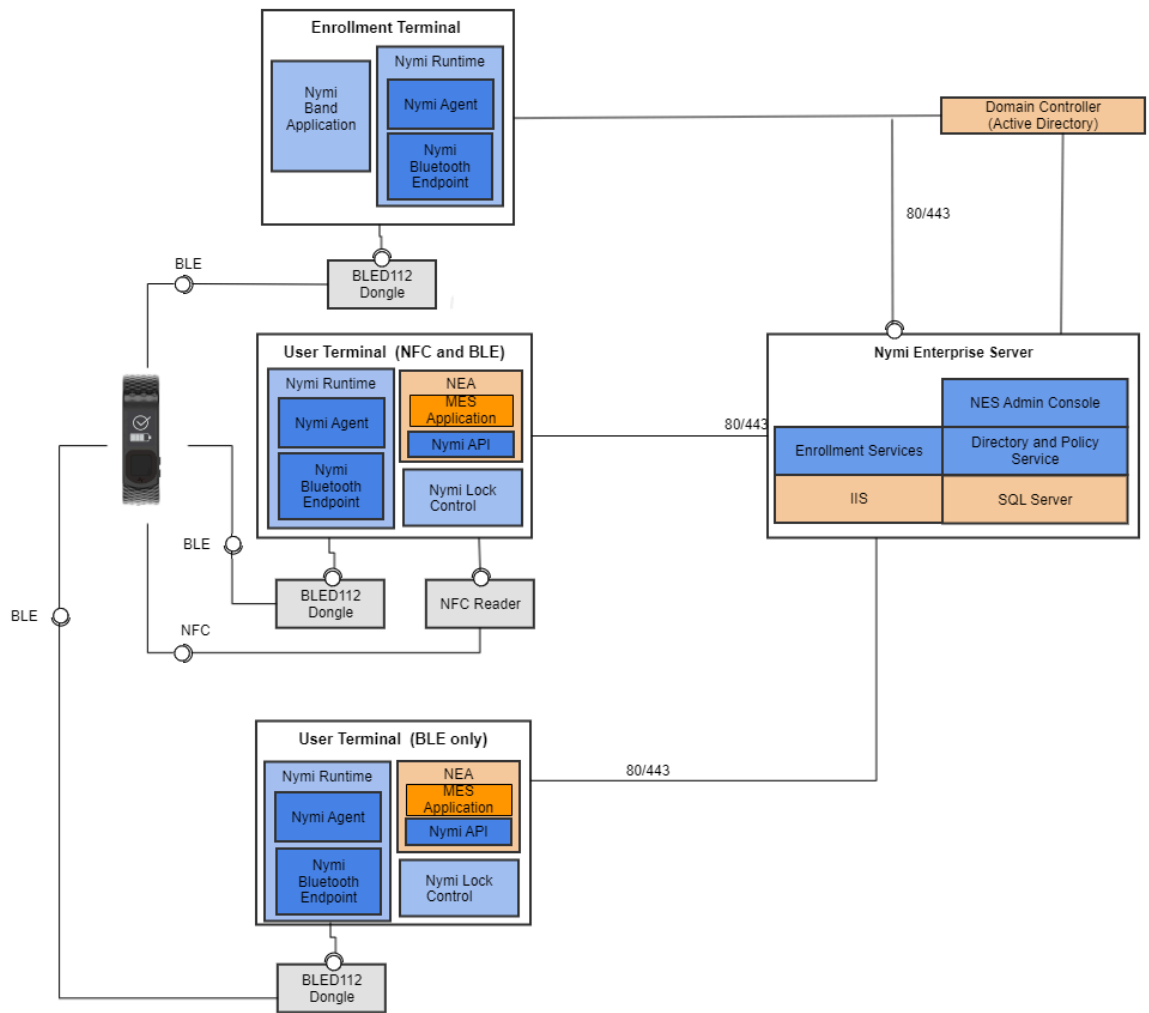 Enrollment Terminal
Nymi
Band
Application
Nymi Runtime
Nymi Agent
Nymi
Bluetooth
Endpoint
Domain Controller
(Active Directory)
80/443
BLE
BLED112
Dongle
User Terminal (NFC and BLE)
Nymi Runtime
Nymi Agent
Nymi
Bluetooth
Endpoint
NEA
MES
Application
Nymi API
Nymi Lock
Control
80/443
Nymi Enterprise Server
NES Admin Console
Enrollment Services
Directory and Policy
Service
IIS
SQL Server
BLE
BLED112
Dongle
NFC Reader
BLE
NFC
User Terminal (BLE only)
Nymi Runtime
Nymi Agent
Nymi
Bluetooth
Endpoint
NEA
MES
Application
Nymi API
Nymi Lock
Control
80/443
BLED112
Dongle